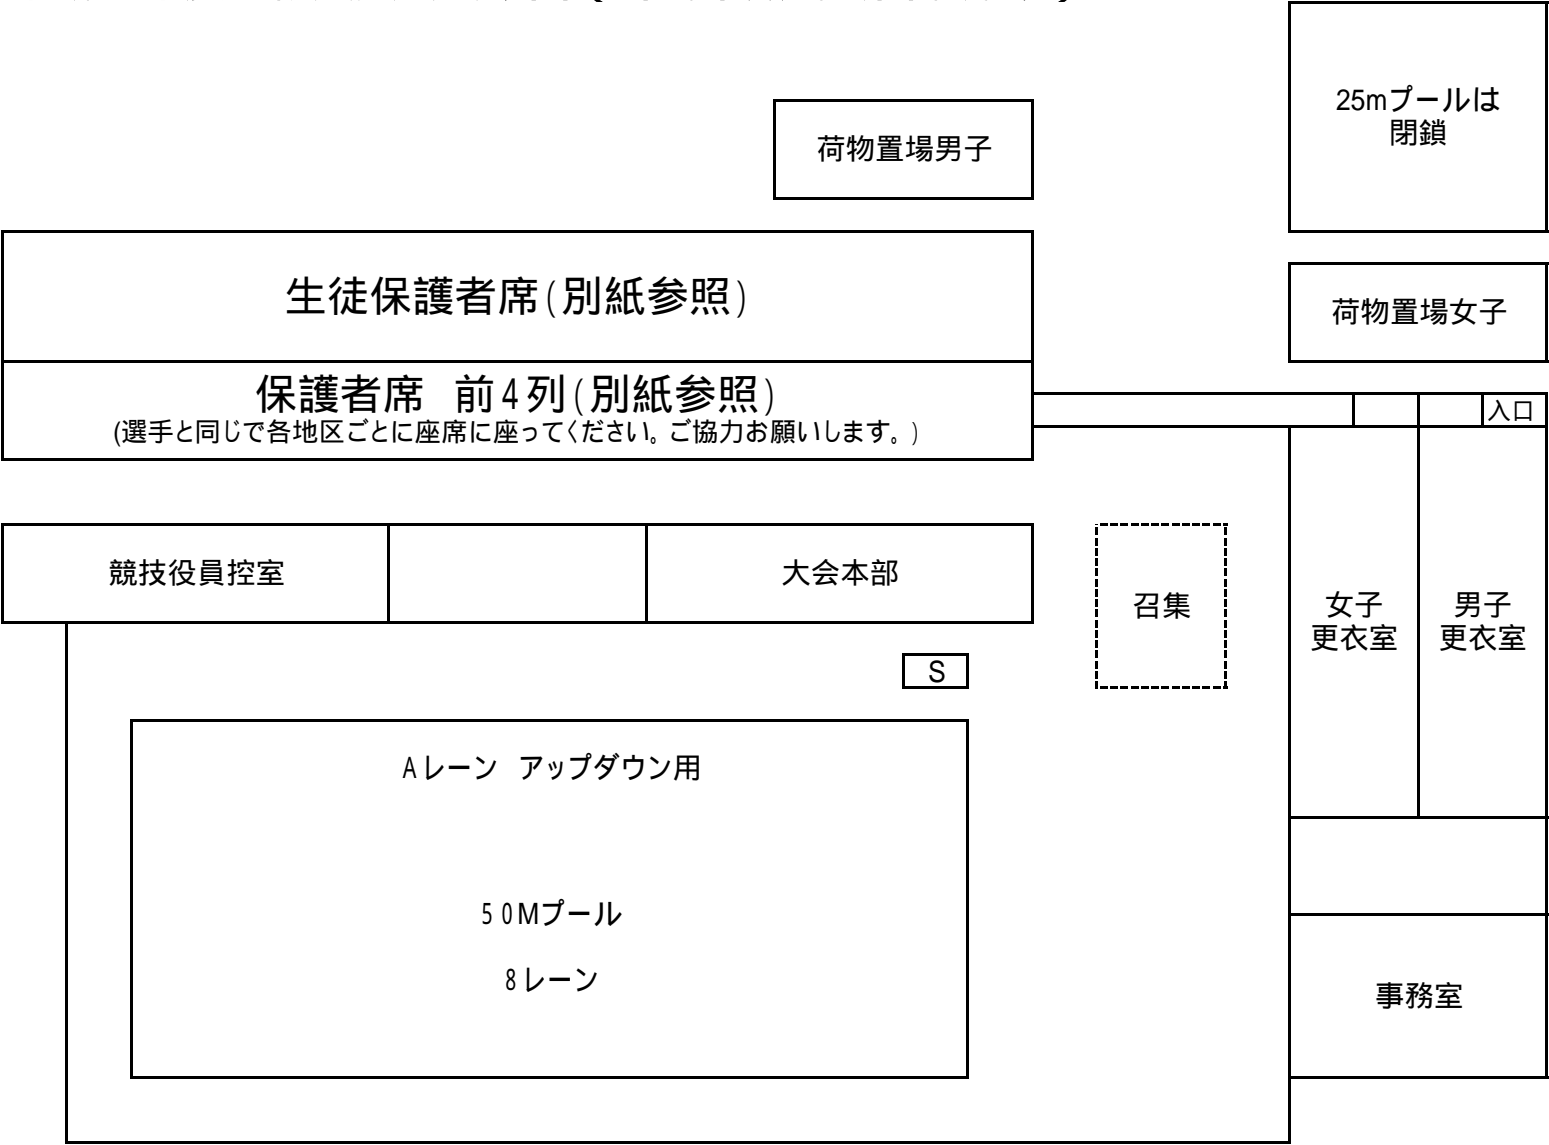 25mプールは
閉鎖
荷物置場男子
生徒保護者席(別紙参照)
荷物置場女子
保護者席 前4列(別紙参照)
(選手と同じで各地区ごとに座席に座ってください。ご協力お願いします。)
入口
競技役員控室
大会本部
召集
女子
更衣室
男子
更衣室
S
Aレーン アップダウン用
50Mプール
8レーン
事務室